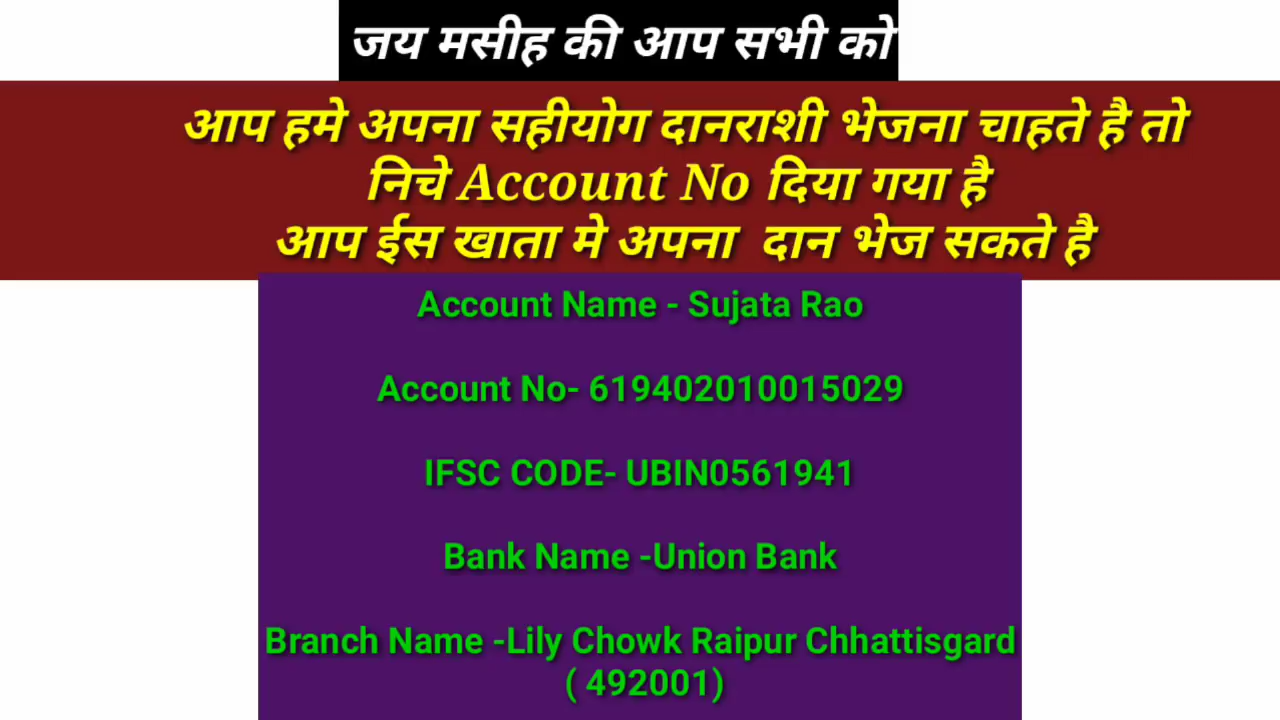 जय मसीह की आप सभी को
आप हमे अपना सहीयोग दानराशी भेजना चाहते है तो
निचे Account No दिया गया है
आप ईस खाता मे अपना दान भेज सकते है
Account Name - Sujata Rao
Account No- 619402010015029
IFSC CODE- UBIN0561941
Bank Name -Union Bank
Branch Name -Lily Chowk Raipur Chhattisgard
( 492001)